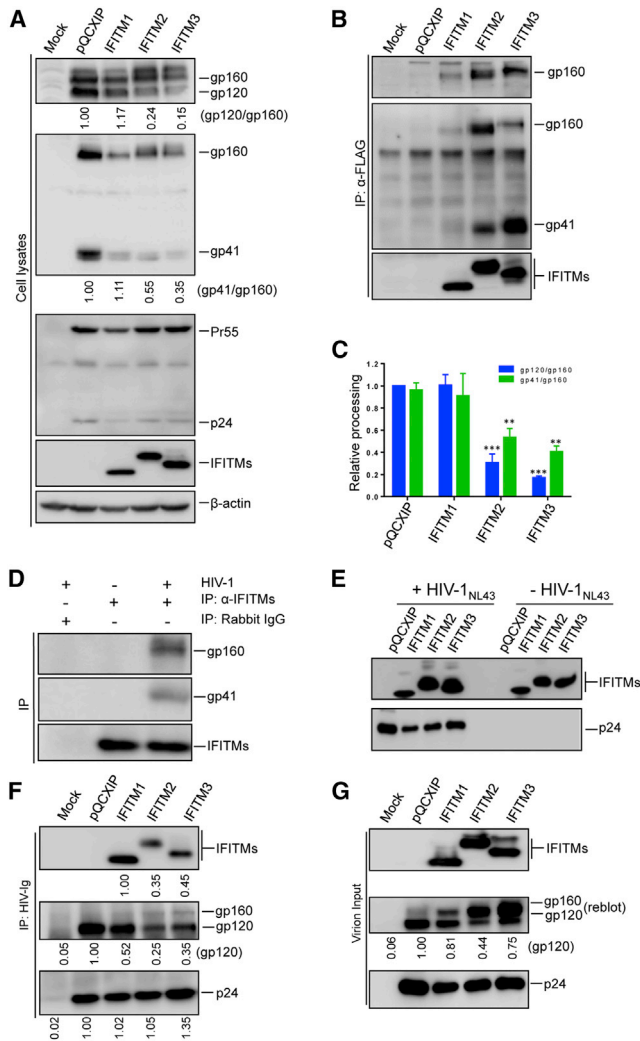 A
Mock
pQCXIP
IFITM1
IFITM2
IFITM3
gp160
gp120
1.00
1.17
0.24
0.15
(gp120/gp160)
gp160
gp41
1.00
1.11
0.55
0.35
(gp41/gp160)
Pr55
p24
IFITMs
β-actin
Cell lysates
B
Mock
pQCXIP
IFITM1
IFITM2
IFITM3
gp160
gp160
gp41
IFITMs
IP: α-FLAG
C
gp120/gp160
gp41/gp160
Relative processing
1.2
1.0
0.8
0.6
0.4
0.2
0.0
***
**
***
**
pQCXIP
IFITM1
IFITM2
IFITM3
D
+ - + HIV-1
- + + IP: α-IFITMs
+ - - IP: Rabbit IgG
gp160
gp41
IFITMs
IP
E
+ HIV-1NL43
- HIV-1NL43
pQCXIP
IFITM1
IFITM2
IFITM3
pQCXIP
IFITM1
IFITM2
IFITM3
IFITMs
p24
F
Mock
pQCXIP
IFITM1
IFITM2
IFITM3
IFITMs
1.00
0.35
0.45
gp160
gp120
0.05
1.00
0.52
0.25
0.35
(gp120)
p24
0.02
1.00
1.02
1.05
1.35
IP: HIV-Ig
G
Mock
pQCXIP
IFITM1
IFITM2
IFITM3
IFITMs
gp160
gp120
(reblot)
0.06
1.00
0.81
0.44
0.75
(gp120)
p24
Virion Input